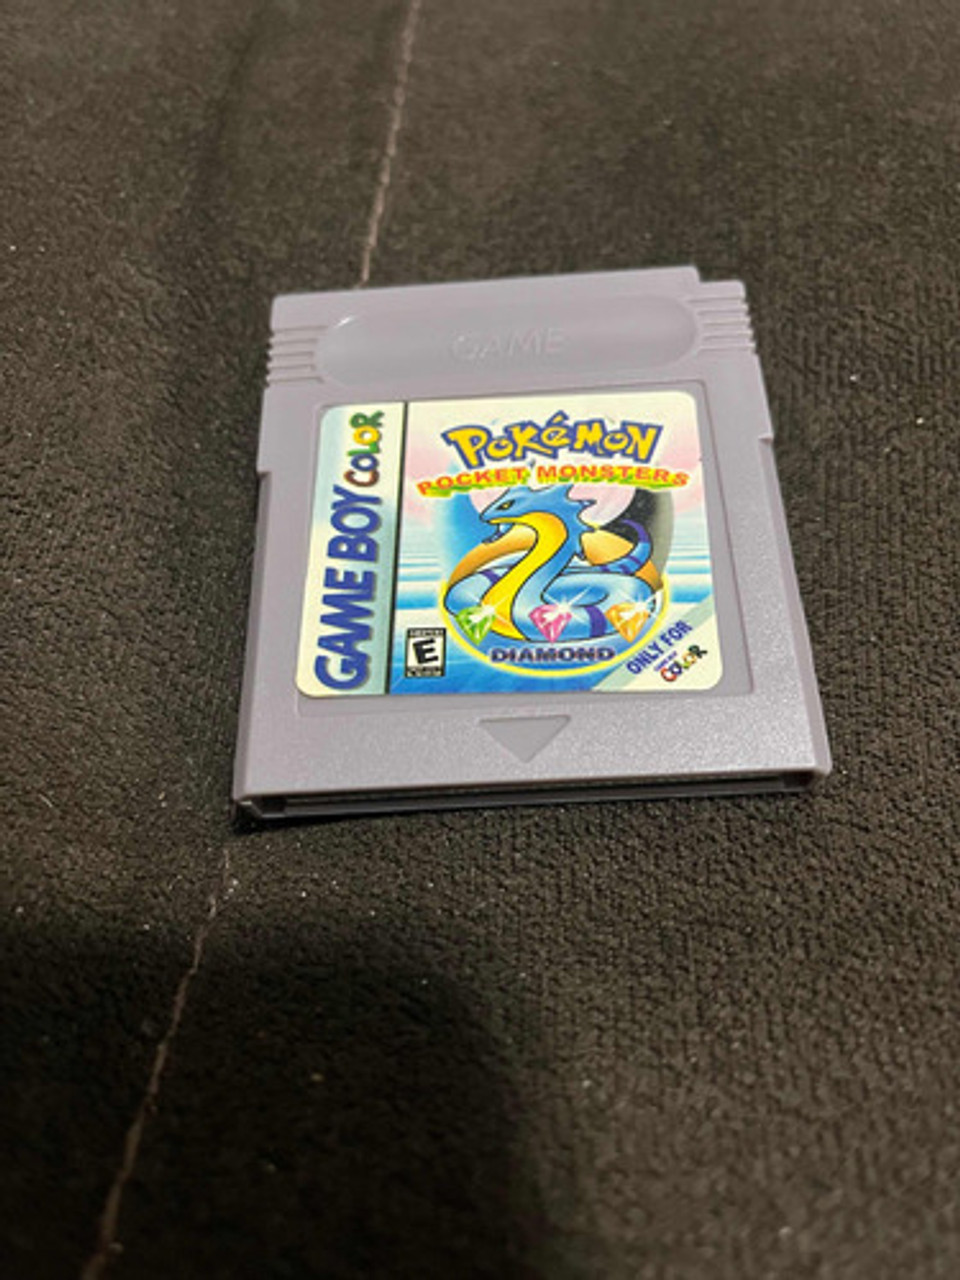 GAME
GAME BOY COLOR
POKéMON
POCKET MONSTERS
E
DIAMOND
ONLY FOR
COLOR